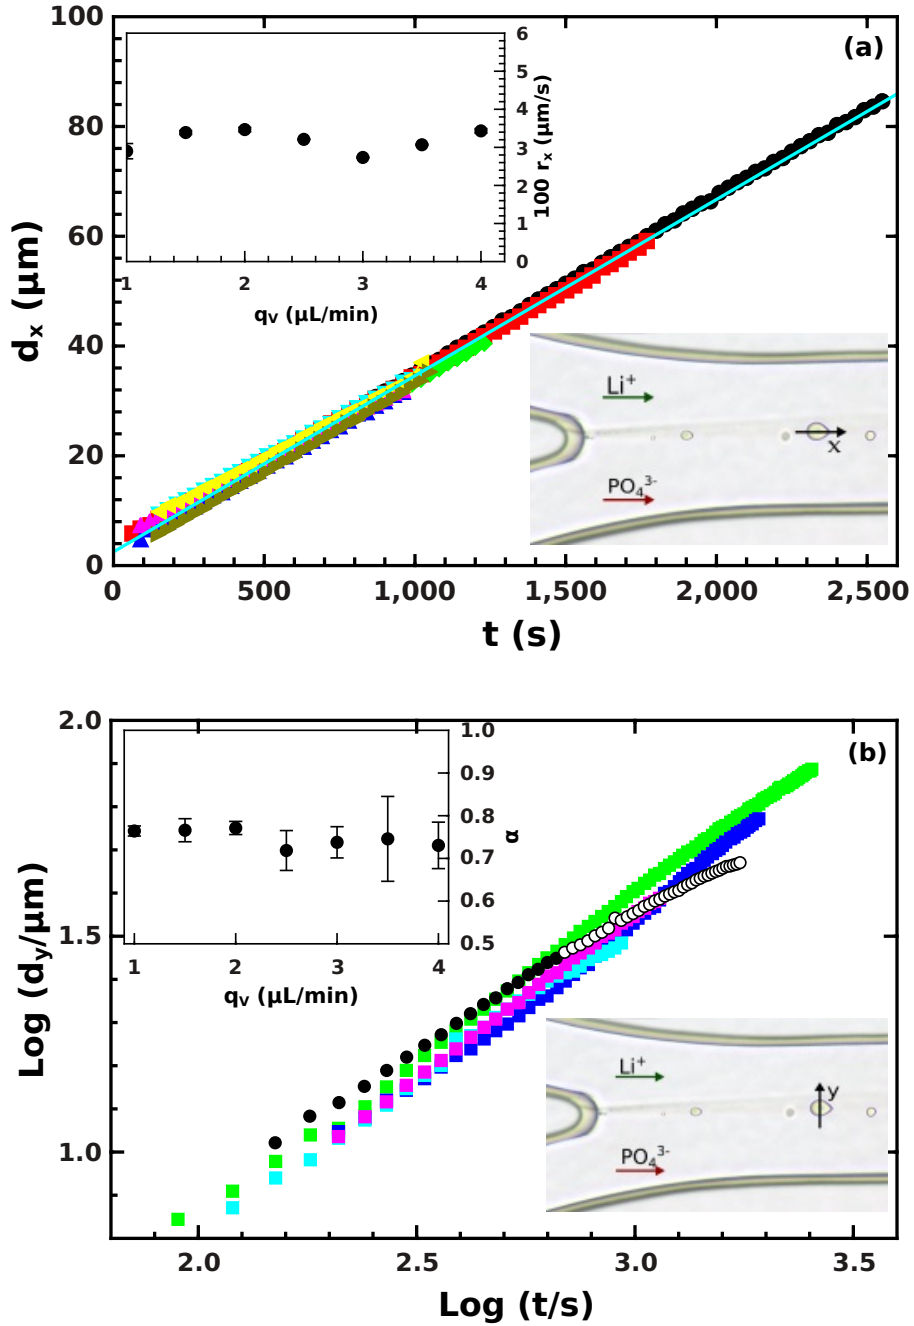 100
(a)
6
5
4
3
2
1
0
100 rₓ (μm/s)
1
2
3
4
qᵥ (μL/min)
80
60
40
20
0
dₓ (μm)
Li⁺
x
PO₄³⁻
0
500
1,000
1,500
2,000
2,500
t (s)
2.0
(b)
1.0
0.9
0.8
0.7
0.6
0.5
α
1
2
3
4
qᵥ (μL/min)
1.5
1.0
Log (d_y/μm)
Li⁺
y
PO₄³⁻
2.0
2.5
3.0
3.5
Log (t/s)